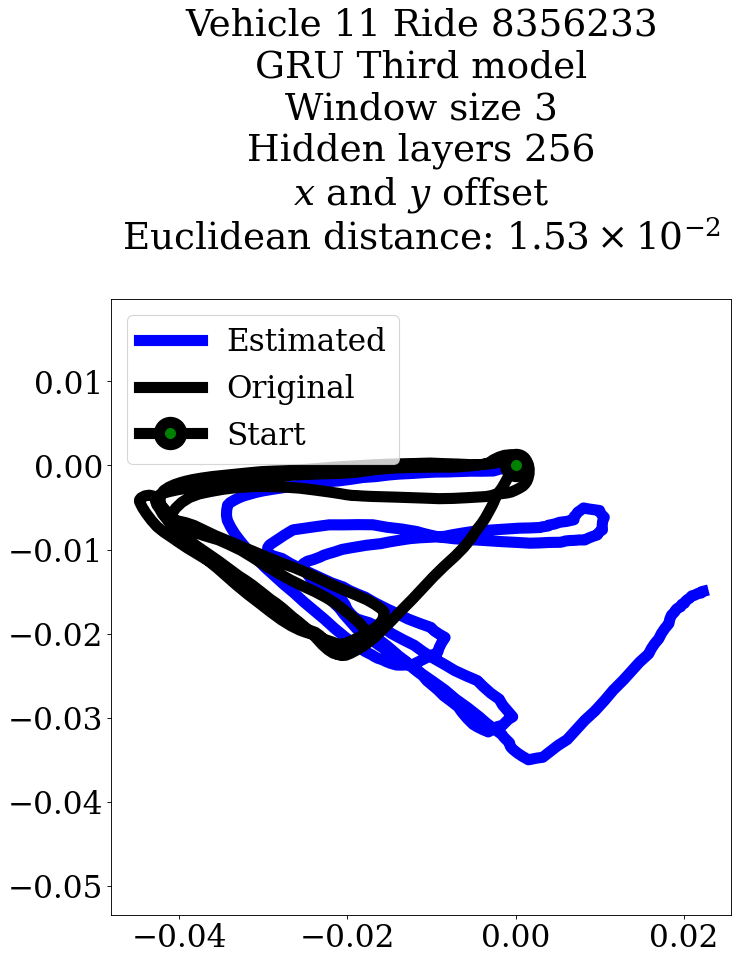 Vehicle 11 Ride 8356233
GRU Third model
Window size 3
Hidden layers 256
x and y offset
Euclidean distance: 1.53 × 10⁻²
Estimated
Original
Start
0.01
0.00
−0.01
−0.02
−0.03
−0.04
−0.05
−0.04 −0.02 0.00 0.02